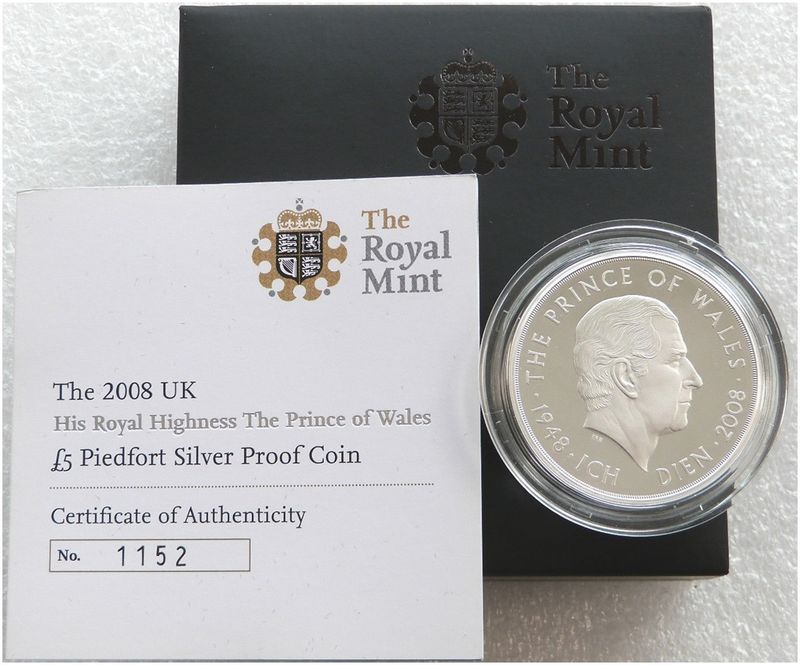 The
Royal
Mint
The
Royal
Mint
The 2008 UK
His Royal Highness The Prince of Wales
£5 Piedfort Silver Proof Coin
Certificate of Authenticity
No. 1152
· THE PRINCE OF WALES ·
1948 · ICH DIEN · 2008